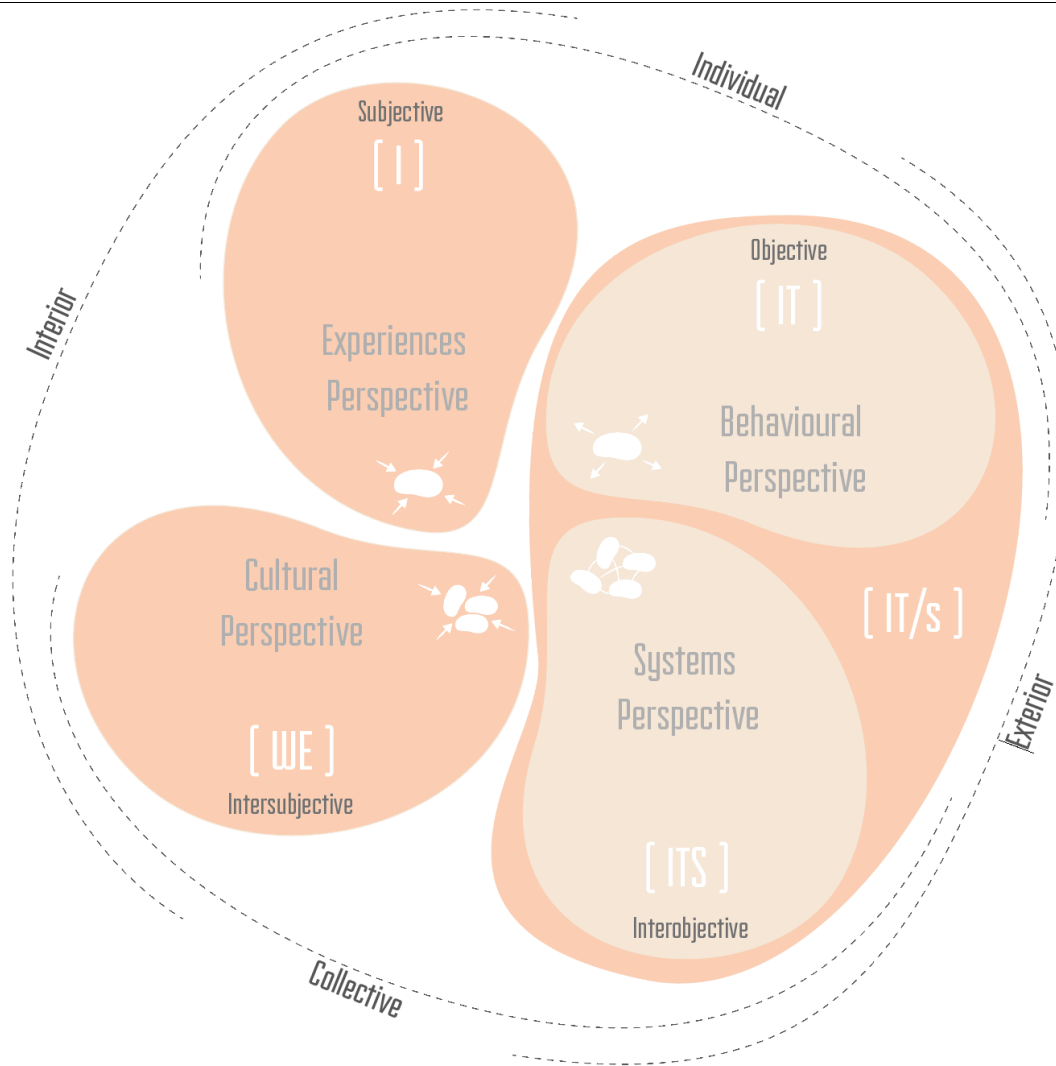 Individual
Subjective
[ I ]
Interior
Experiences
Perspective
Objective
[ IT ]
Behavioural
Perspective
Cultural
Perspective
[ WE ]
Intersubjective
[ IT/s ]
Systems
Perspective
[ ITS ]
Interobjective
Exterior
Collective